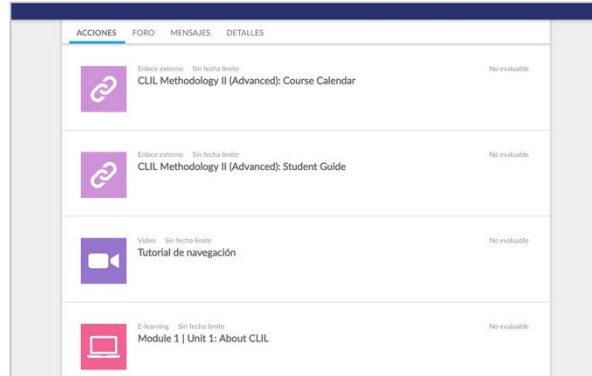 ACCIONES FORO MENSAJES DETALLES
Enlace externo Sin fecha límite No evaluable
CLIL Methodology II (Advanced): Course Calendar
Enlace externo Sin fecha límite No evaluable
CLIL Methodology II (Advanced): Student Guide
Vídeo Sin fecha límite No evaluable
Tutorial de navegación
E-learning Sin fecha límite No evaluable
Module 1 | Unit 1: About CLIL